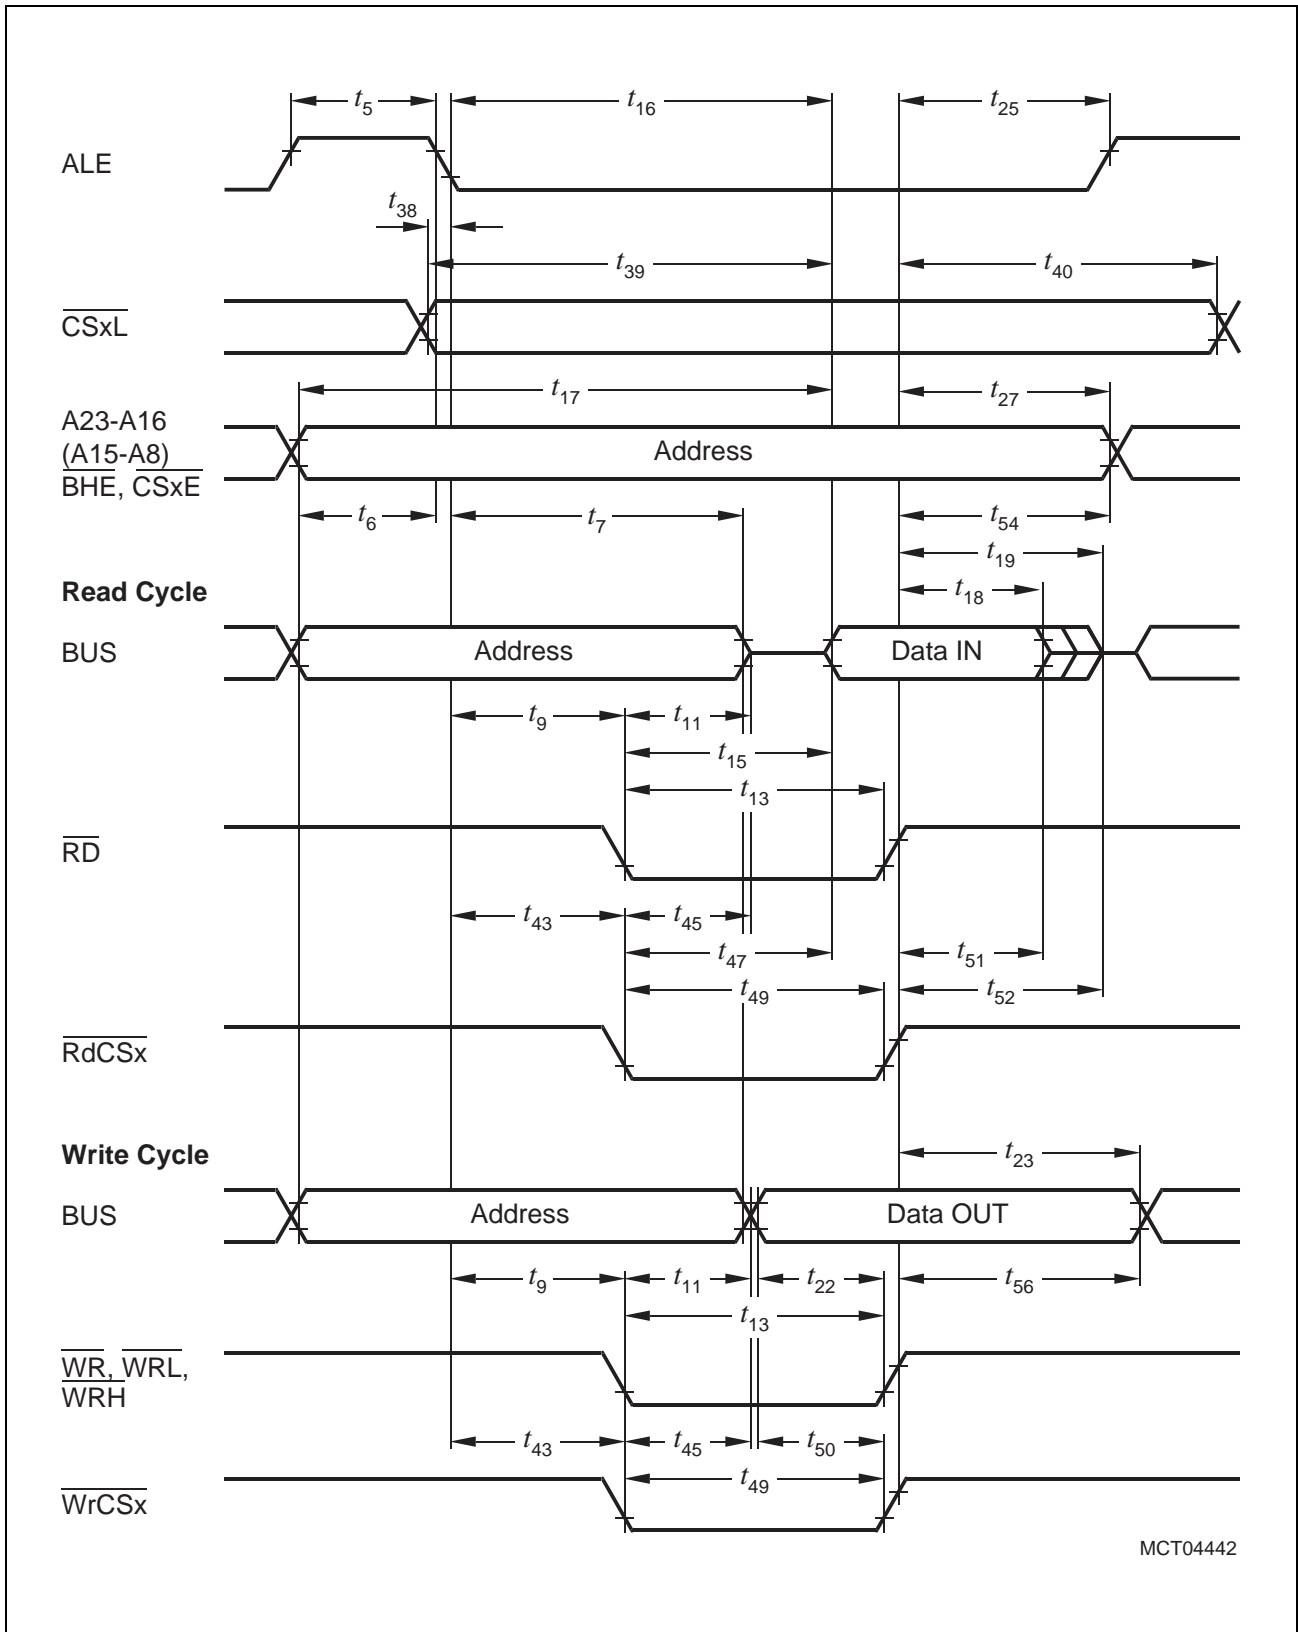 t5
t16
t25
ALE
t38
t39
t40
CSxL
t17
t27
A23-A16
(A15-A8)
BHE, CSxE
Address
t6
t7
t54
t19
Read Cycle
t18
BUS
Address
Data IN
t9
t11
t15
t13
RD
t43
t45
t47
t51
t49
t52
RdCSx
Write Cycle
t23
BUS
Address
Data OUT
t9
t11
t22
t56
t13
WR, WRL,
WRH
t43
t45
t50
t49
WrCSx
MCT04442